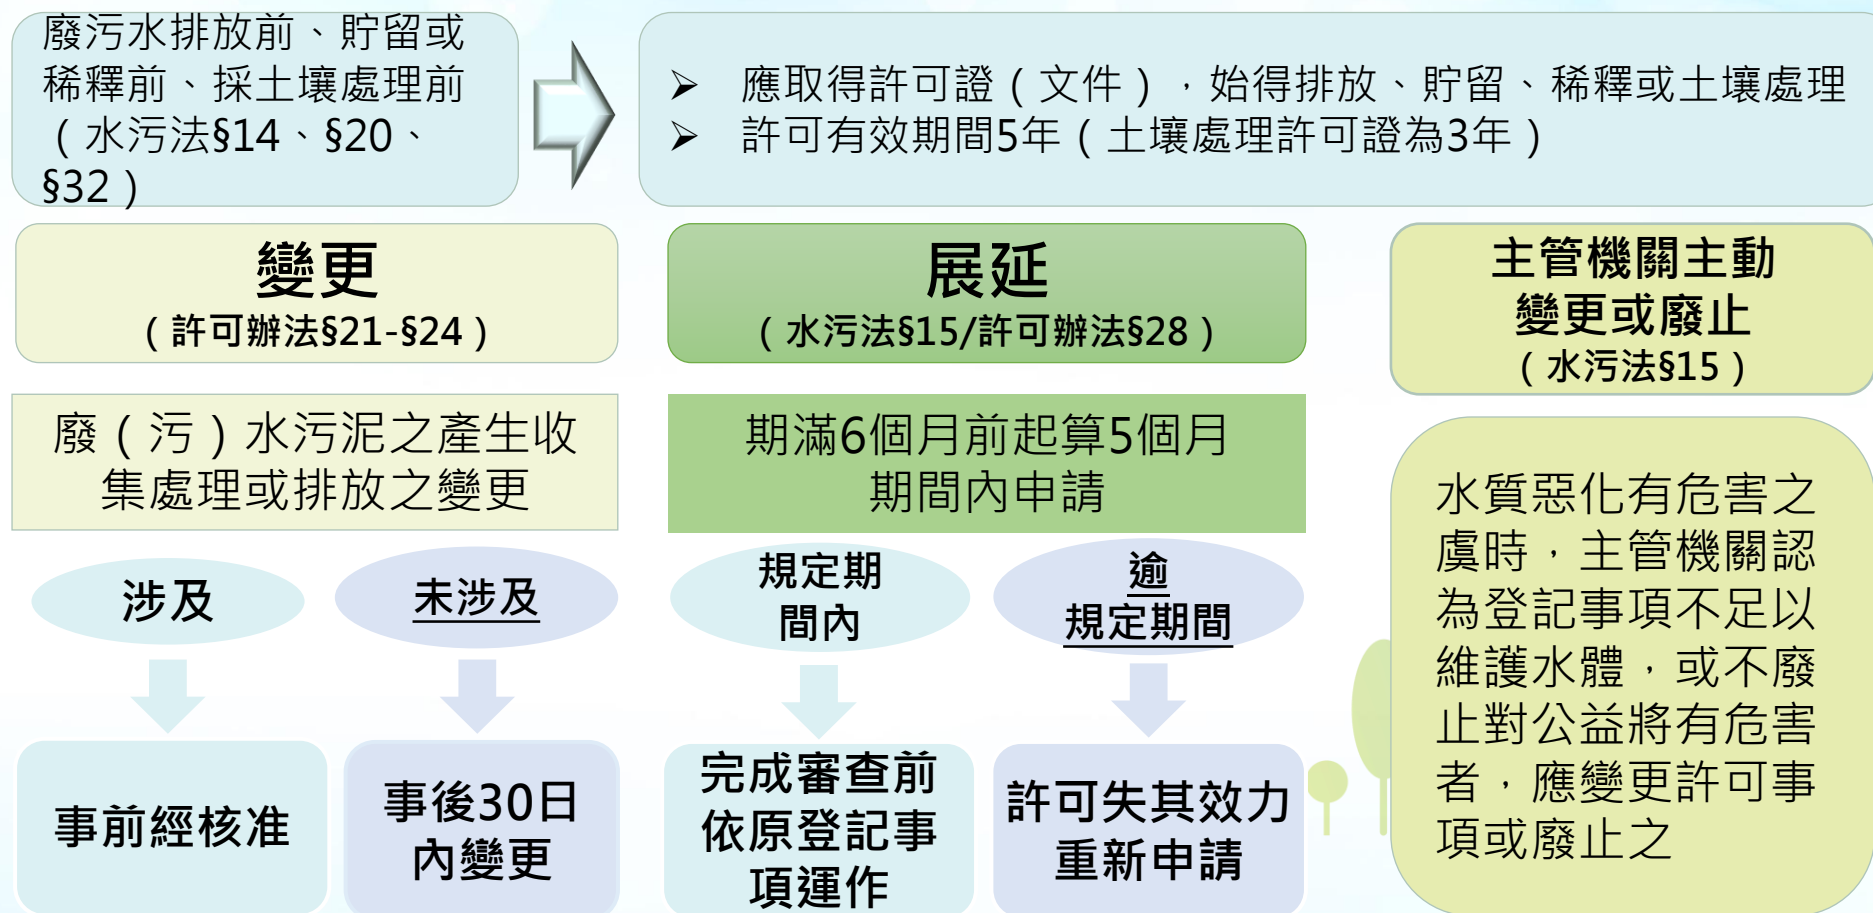 廢污水排放前、貯留或
稀釋前、採土壤處理前
（水污法§14、§20、
§32）
➢ 應取得許可證（文件），始得排放、貯留、稀釋或土壤處理
➢ 許可有效期間5年（土壤處理許可證為3年）
變更
（許可辦法§21-§24）
廢（污）水污泥之產生收
集處理或排放之變更
涉及
未涉及
事前經核准
事後30日
內變更
展延
（水污法§15/許可辦法§28）
期滿6個月前起算5個月
期間內申請
規定期
間內
逾
規定期間
完成審查前
依原登記事
項運作
許可失其效力
重新申請
主管機關主動
變更或廢止
（水污法§15）
水質惡化有危害之
虞時，主管機關認
為登記事項不足以
維護水體，或不廢
止對公益將有危害
者，應變更許可事
項或廢止之